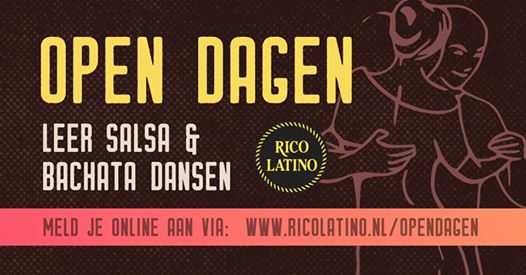 OPEN DAGEN
LEER SALSA &
BACHATA DANSEN
RICO
LATINO
MELD JE ONLINE AAN VIA: WWW.RICOLATINO.NL/OPENDAGEN